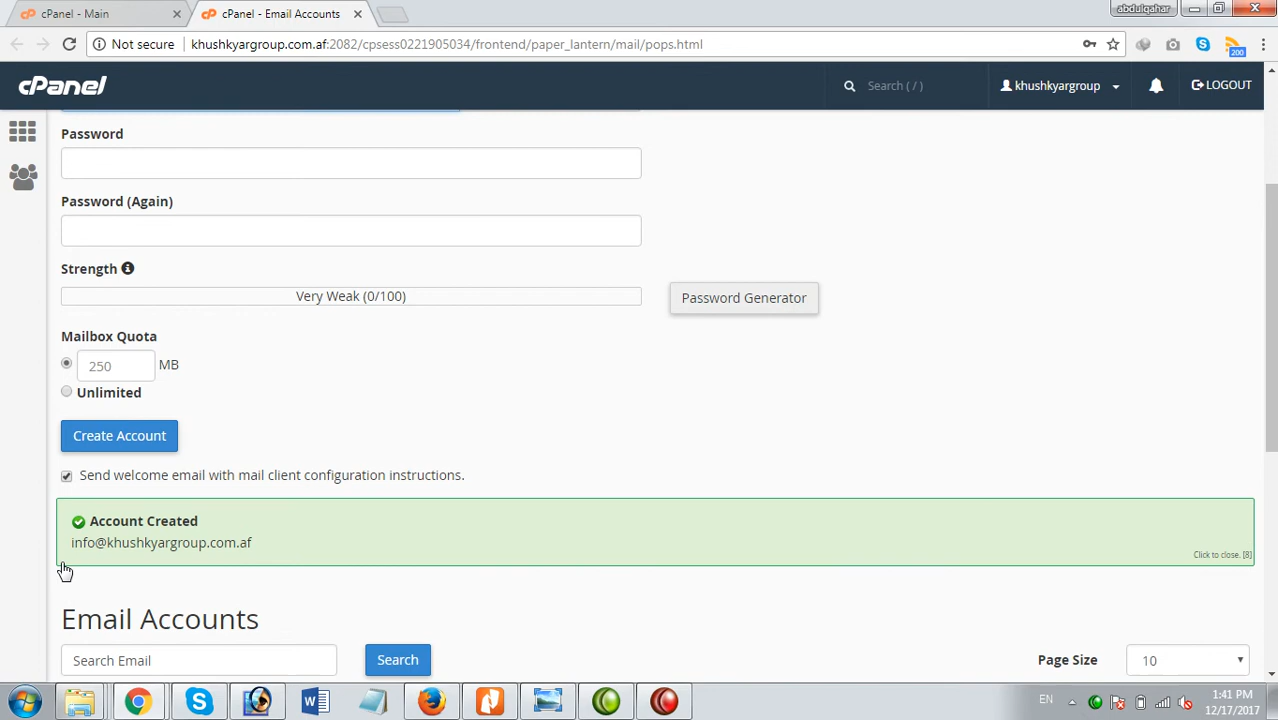 cPanel - Main
cPanel - Email Accounts
abdulqahar
Not secure
khushkyargroup.com.af:2082/cpsess0221905034/frontend/paper_lantern/mail/pops.html
200
cPanel
Search ( / )
khushkyargroup
LOGOUT
Password
Password (Again)
Strength
Very Weak (0/100)
Password Generator
Mailbox Quota
250 MB
Unlimited
Create Account
Send welcome email with mail client configuration instructions.
Account Created
info@khushkyargroup.com.af
Click to close. [8]
Email Accounts
Search Email
Search
Page Size
10
EN
1:41 PM
12/17/2017